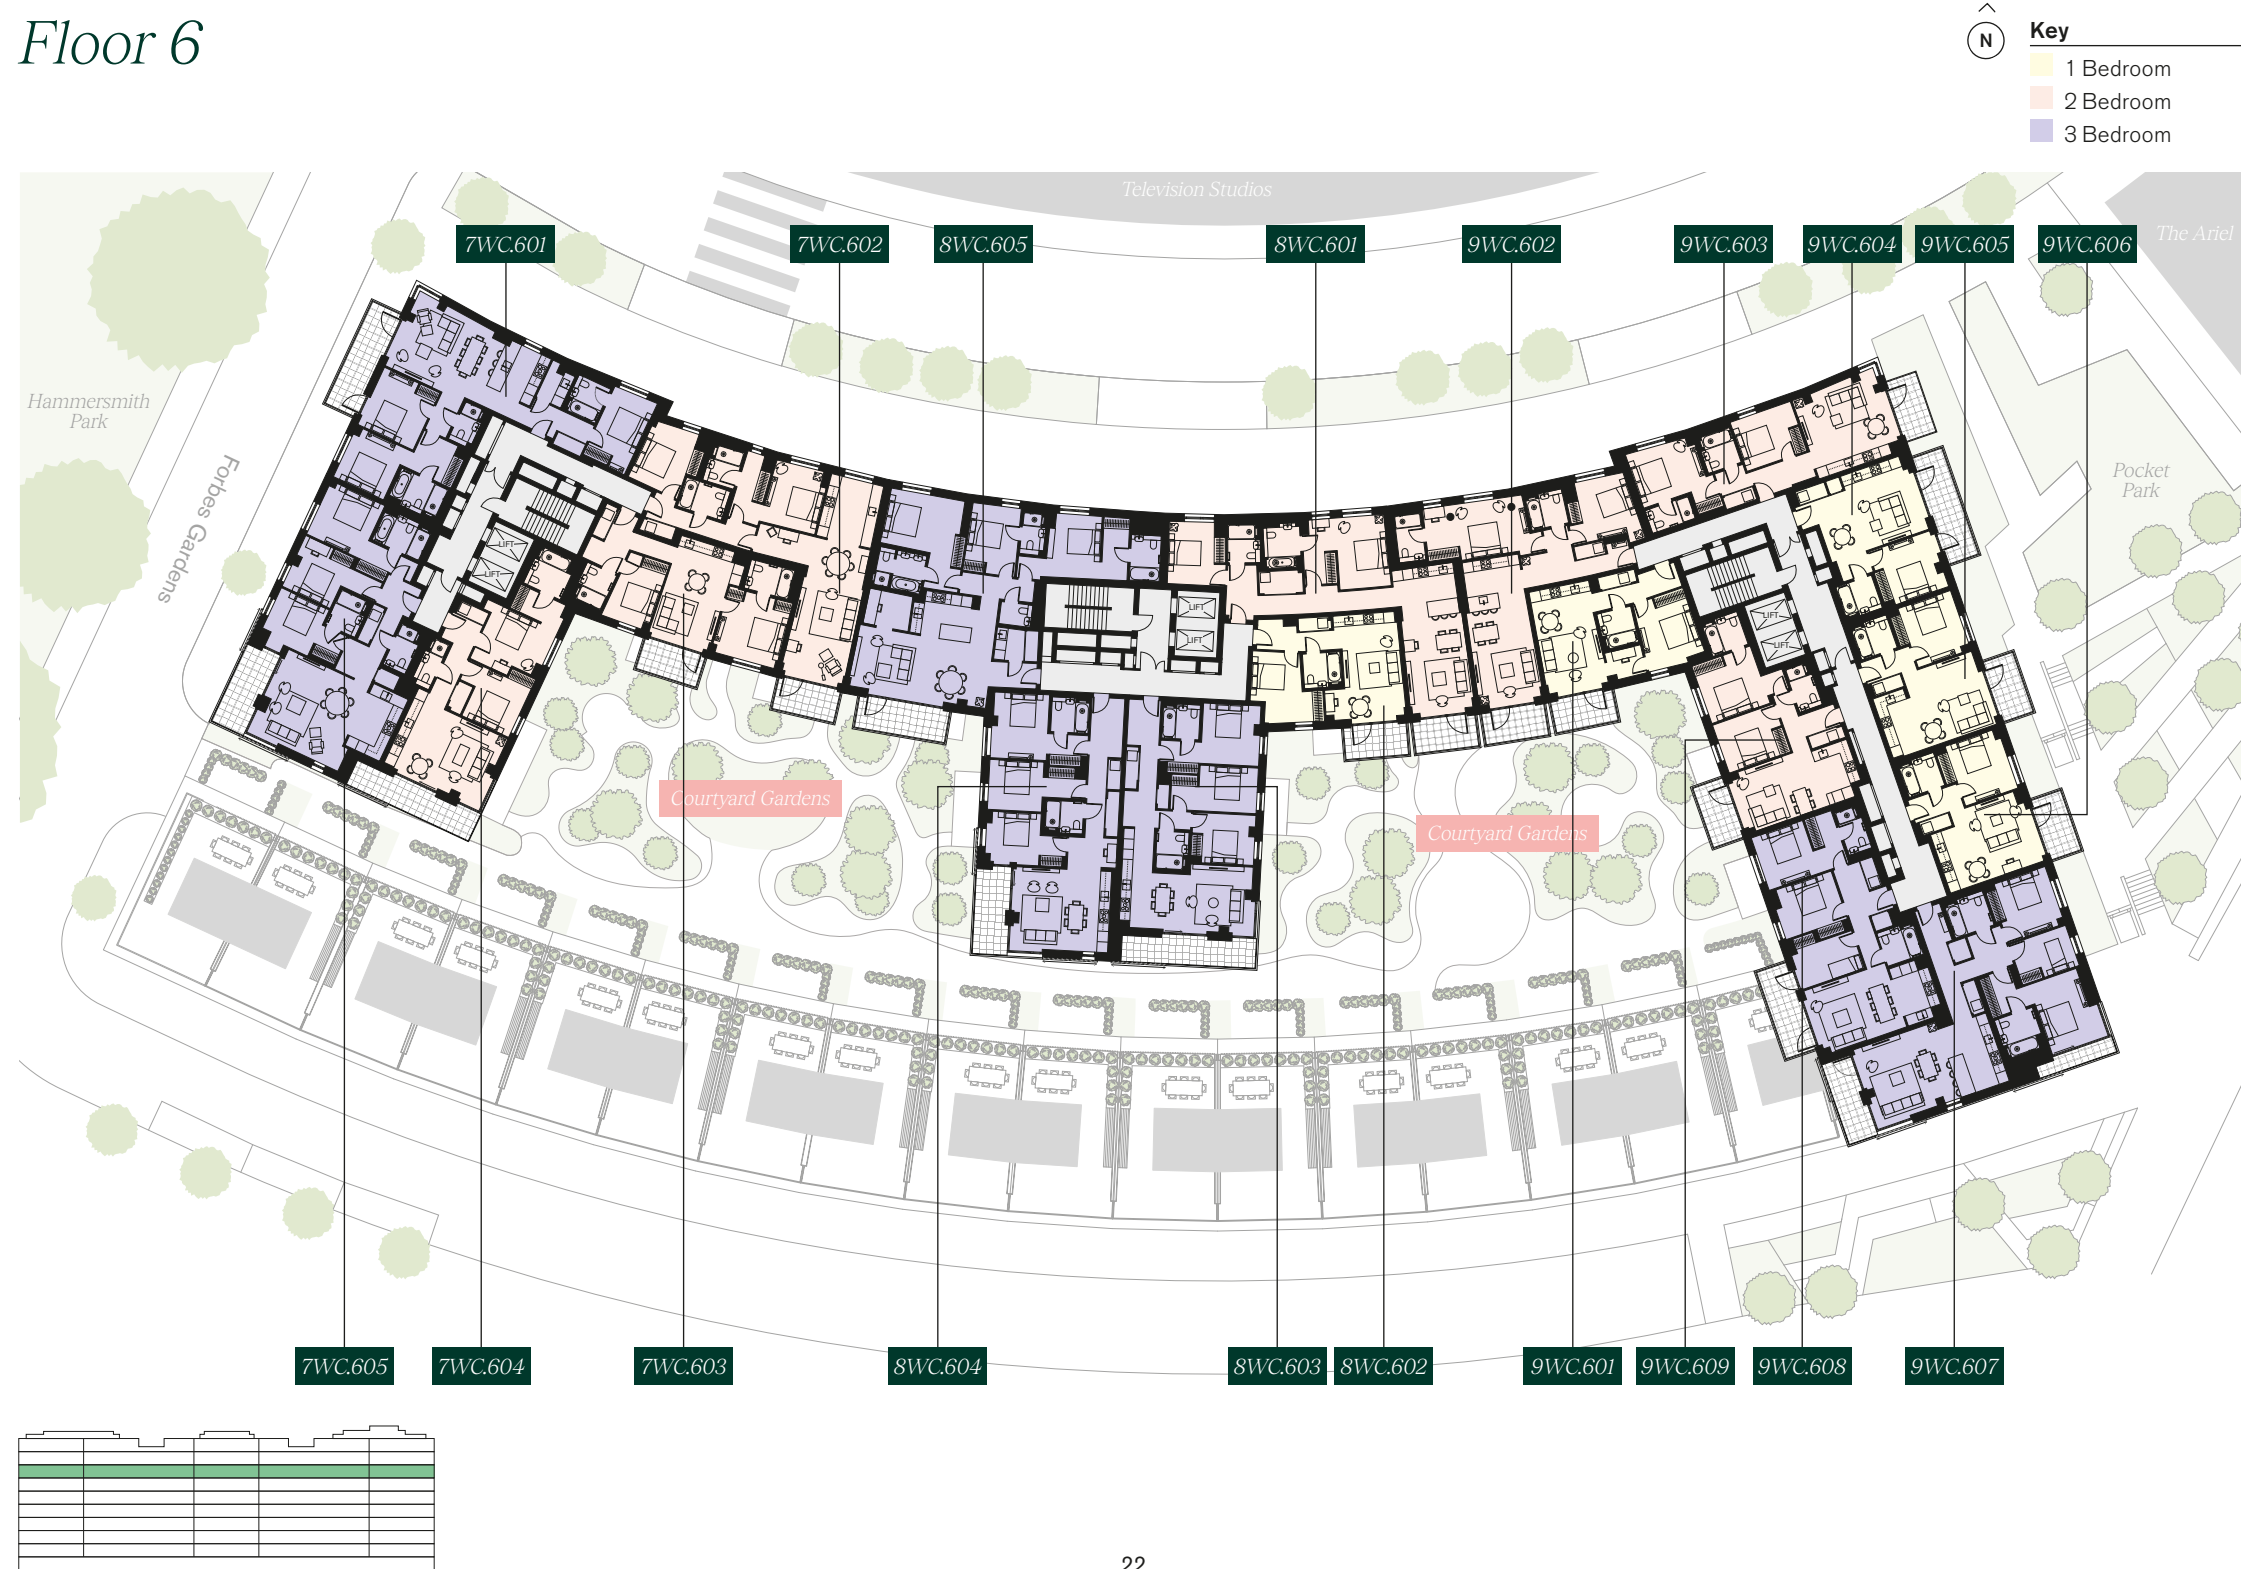 Floor 6
N
Key
1 Bedroom
2 Bedroom
3 Bedroom
Television Studios
The Ariel
7WC.601
7WC.602
8WC.605
8WC.601
9WC.602
9WC.603
9WC.604
9WC.605
9WC.606
Hammersmith
Park
Forbes Gardens
Pocket
Park
LIFT
LIFT
LIFT
LIFT
LIFT
LIFT
Courtyard Gardens
Courtyard Gardens
7WC.605
7WC.604
7WC.603
8WC.604
8WC.603
8WC.602
9WC.601
9WC.609
9WC.608
9WC.607
22